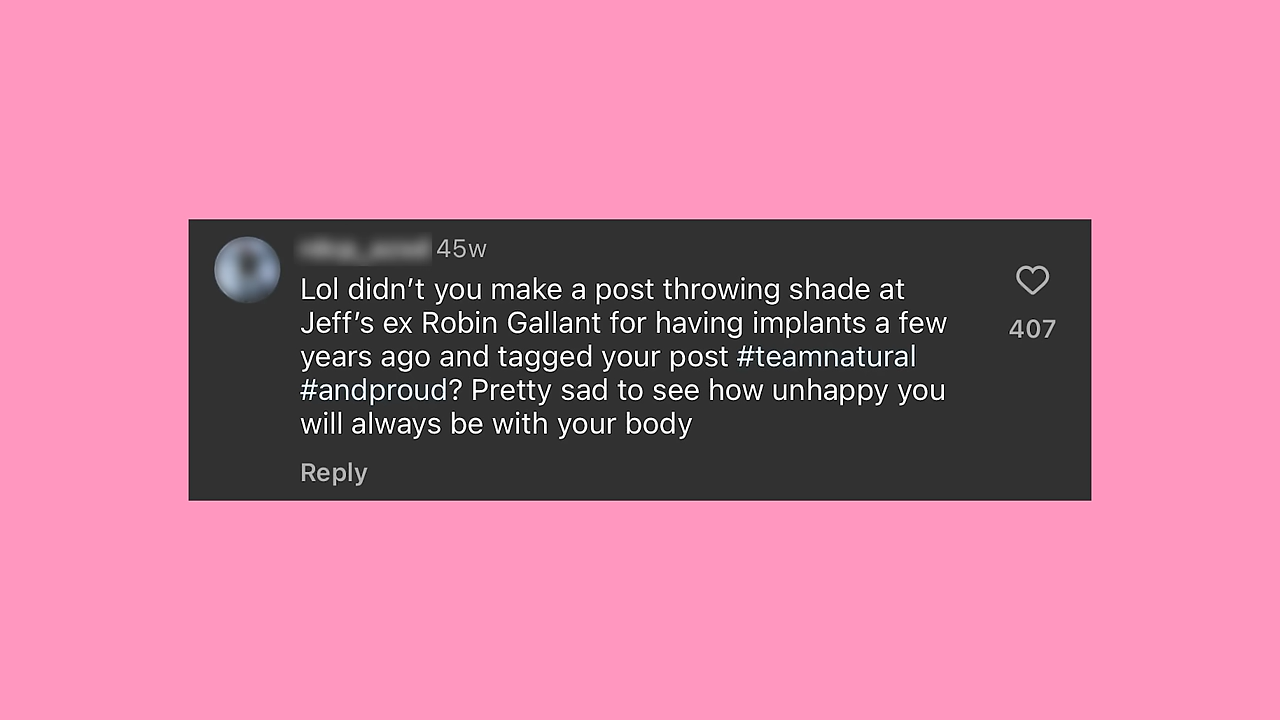 45w
Lol didn’t you make a post throwing shade at
Jeff’s ex Robin Gallant for having implants a few
years ago and tagged your post #teamnatural
#andproud? Pretty sad to see how unhappy you
will always be with your body
407
Reply